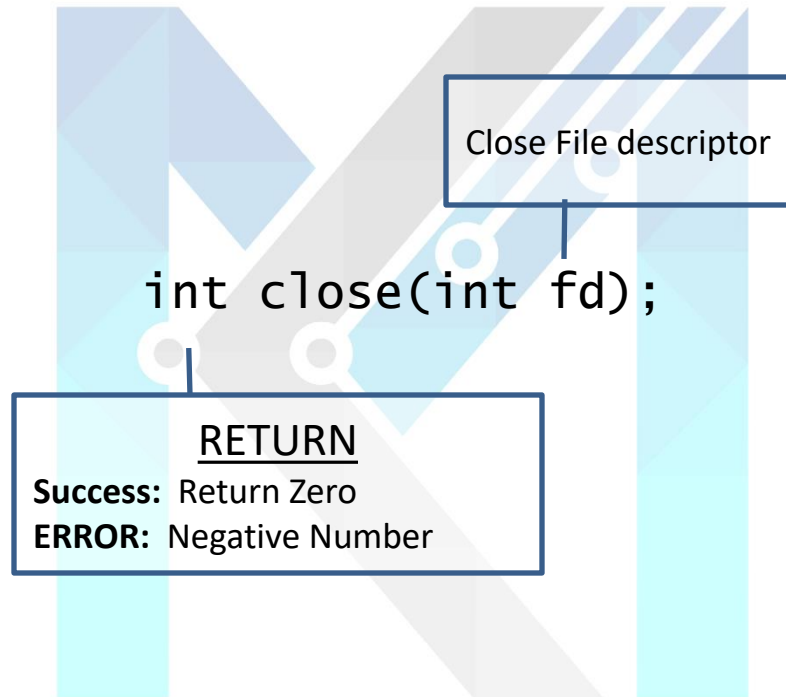 Close File descriptor
int close(int fd);
RETURN
Success: Return Zero
ERROR: Negative Number